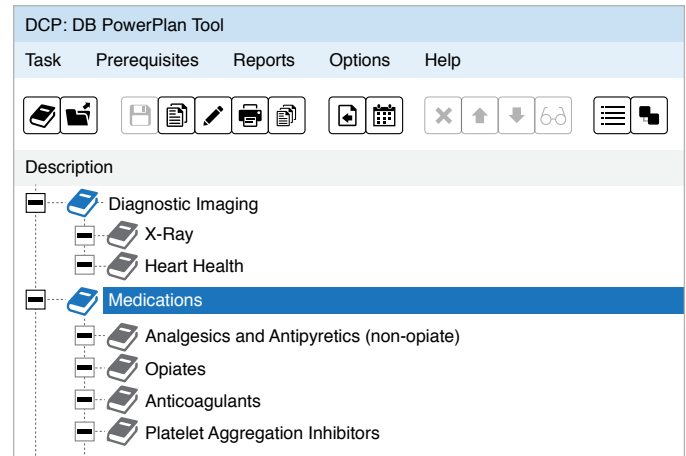 DCP: DB PowerPlan Tool
Task Prerequisites Reports Options Help
Description
Diagnostic Imaging
X-Ray
Heart Health
Medications
Analgesics and Antipyretics (non-opiate)
Opiates
Anticoagulants
Platelet Aggregation Inhibitors